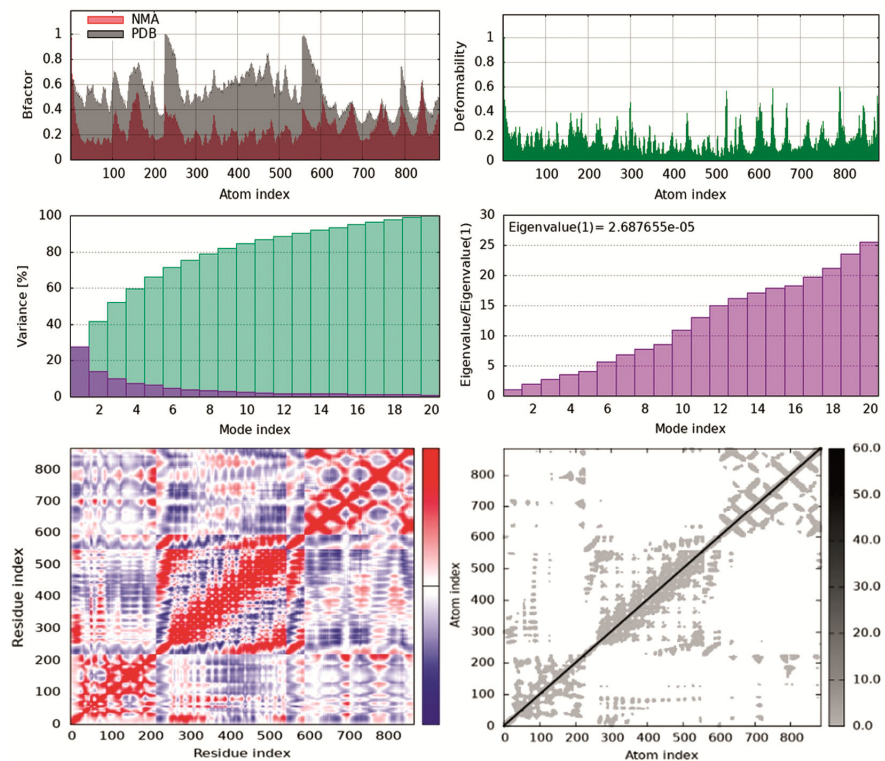 NMA
PDB
Bfactor
1
0.8
0.6
0.4
0.2
0
100 200 300 400 500 600 700 800
Atom index
Deformability
1
0.8
0.6
0.4
0.2
0
100 200 300 400 500 600 700 800
Atom index
Variance [%]
100
80
60
40
20
0
2 4 6 8 10 12 14 16 18 20
Mode index
Eigenvalue/Eigenvalue(1)
Eigenvalue(1)= 2.687655e-05
30
25
20
15
10
5
0
2 4 6 8 10 12 14 16 18 20
Mode index
Residue index
800
700
600
500
400
300
200
100
0
0 100 200 300 400 500 600 700 800
Residue index
Atom index
800
700
600
500
400
300
200
100
0
0 200 400 600 800
Atom index
60.0
50.0
40.0
30.0
20.0
10.0
0.0